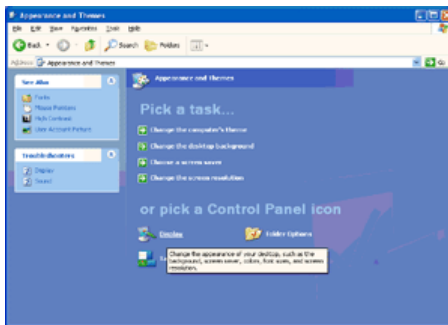 Appearance and Themes
File Edit View Favorites Tools Help
Back Search Folders
Address Appearance and Themes Go
See Also
Fonts
Mouse Pointers
High Contrast
User Account Picture
Troubleshooters
Display
Sound
Appearance and Themes
Pick a task...
Change the computer's theme
Change the desktop background
Choose a screen saver
Change the screen resolution
or pick a Control Panel icon
Display
Folder Options
Change the appearance of your desktop, such as the
background, screen saver, colors, font sizes, and screen
resolution.